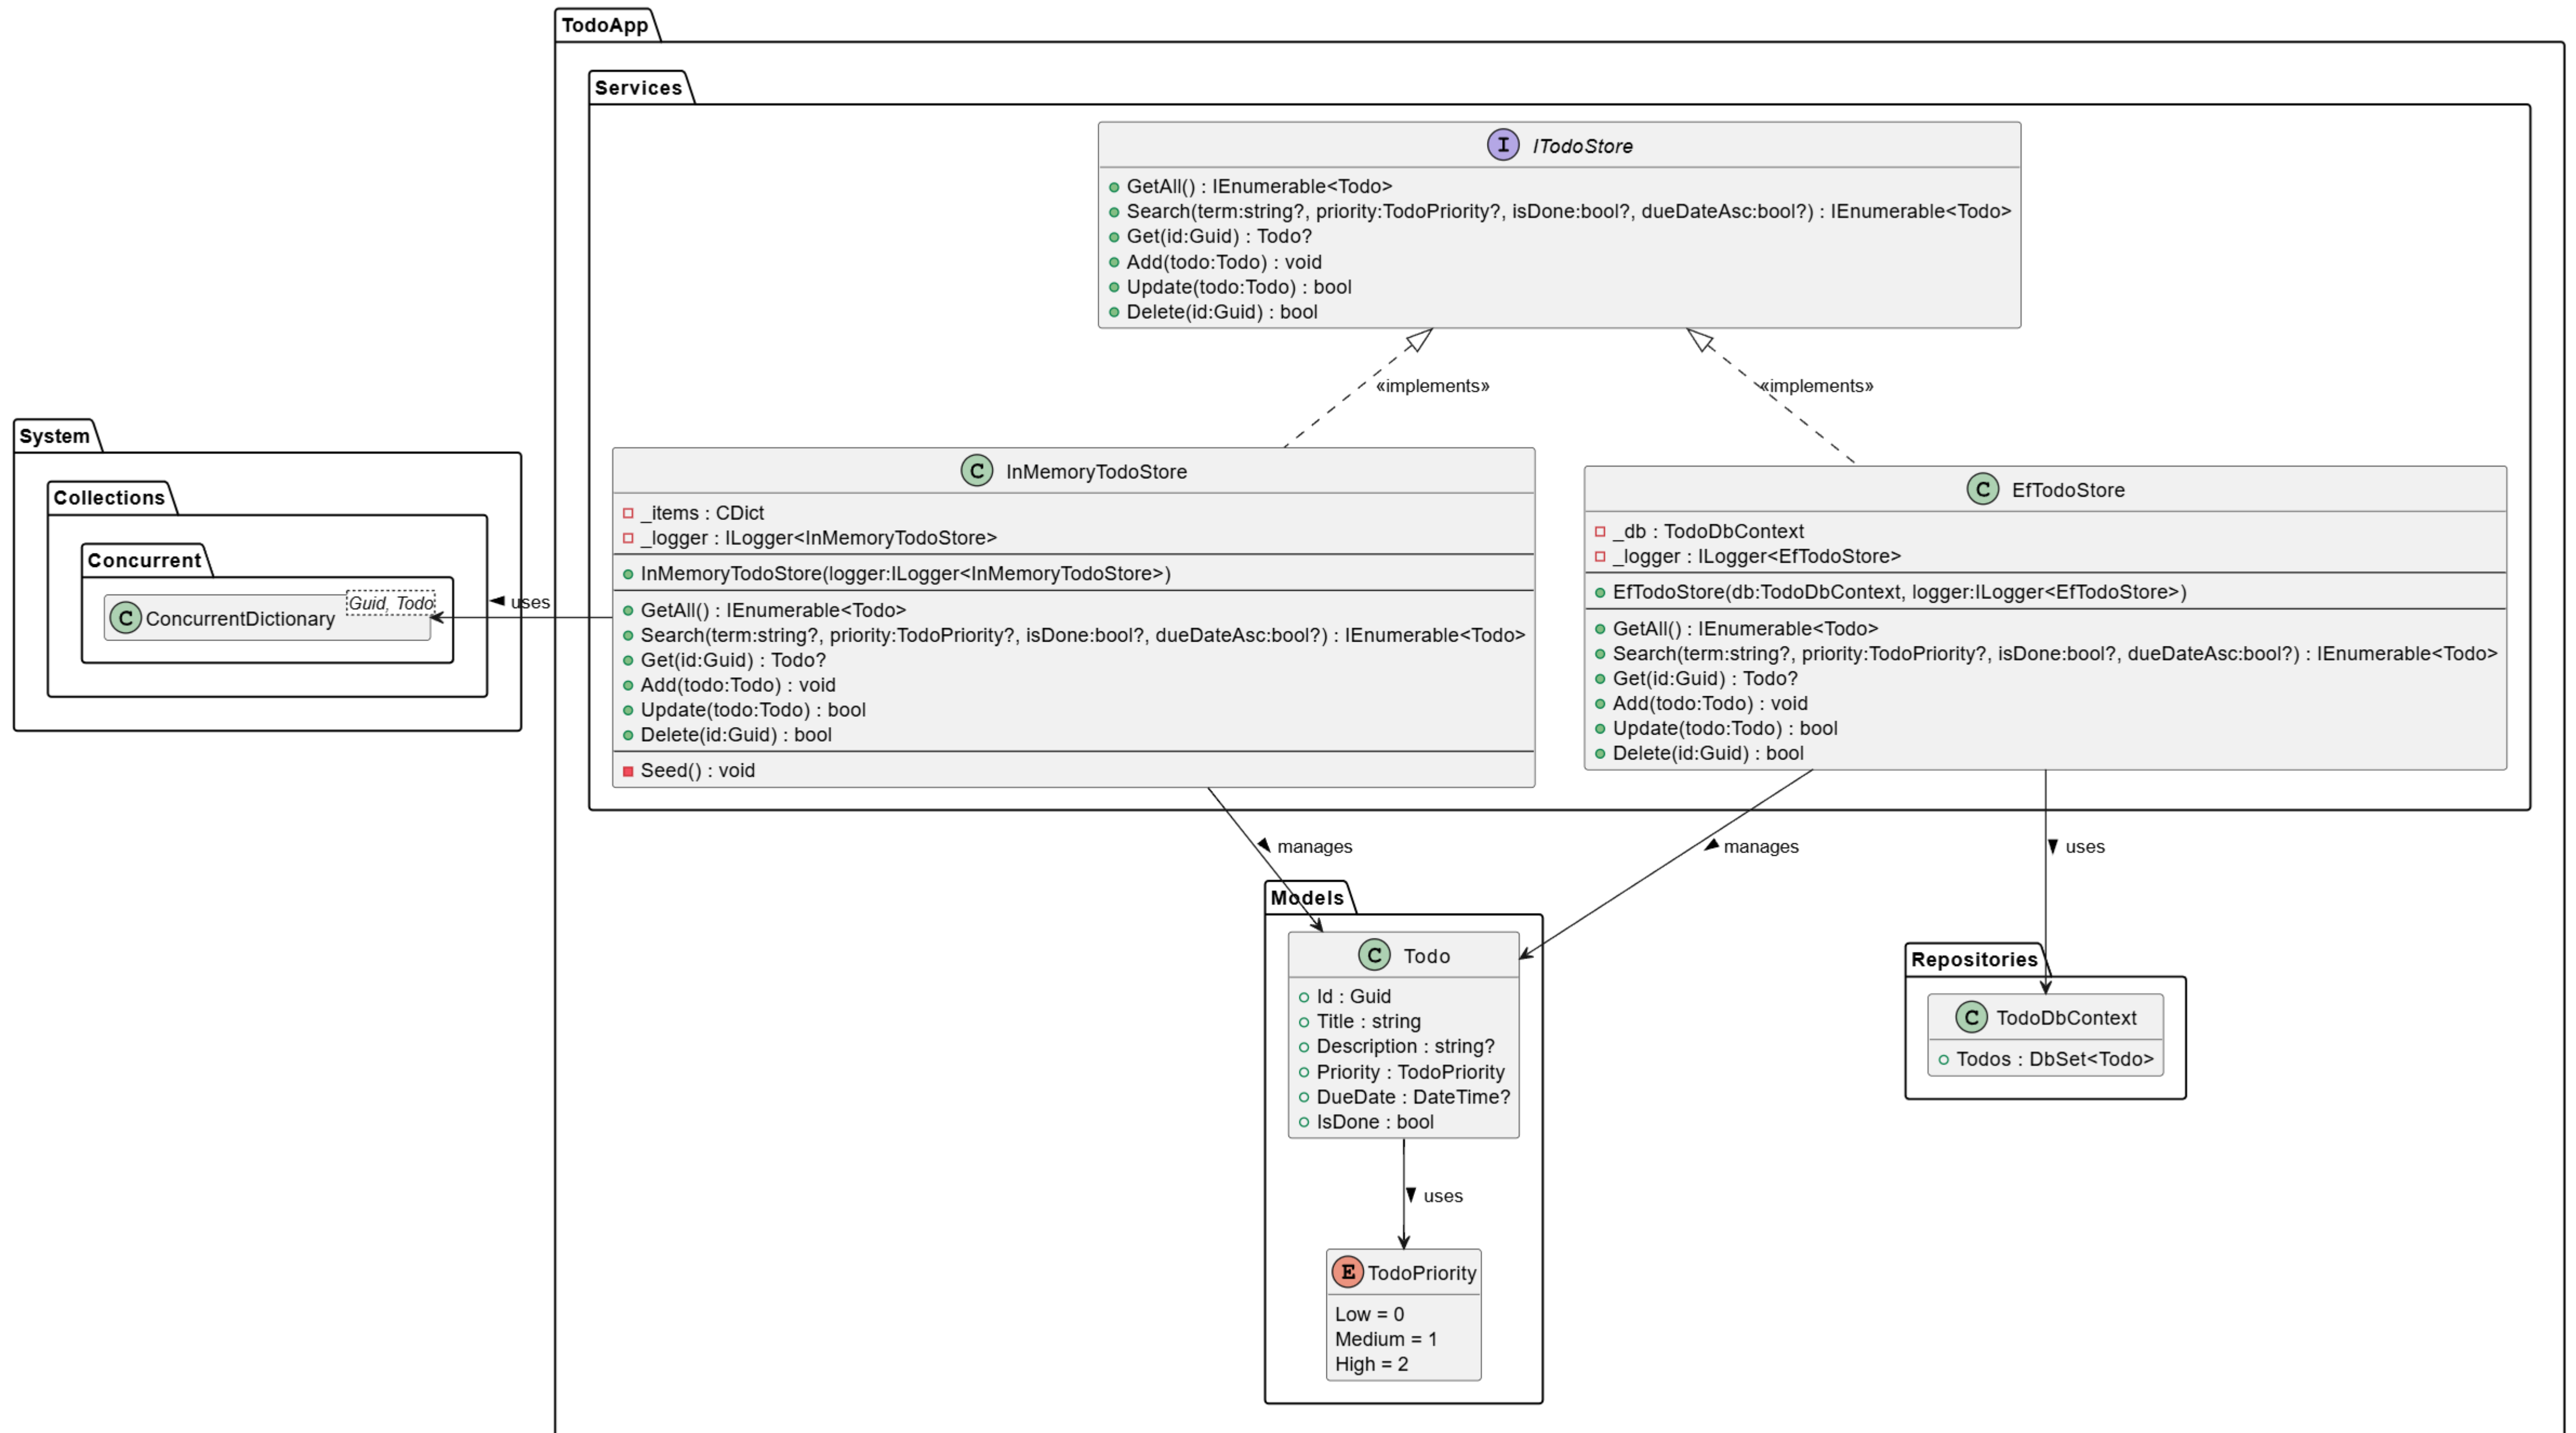 TodoApp
Services
I ITodoStore
GetAll() : IEnumerable<Todo>
Search(term:string?, priority:TodoPriority?, isDone:bool?, dueDateAsc:bool?) : IEnumerable<Todo>
Get(id:Guid) : Todo?
Add(todo:Todo) : void
Update(todo:Todo) : bool
Delete(id:Guid) : bool
«implements»
«implements»
System
Collections
Concurrent
C ConcurrentDictionary
Guid, Todo
uses
C InMemoryTodoStore
_items : CDict
_logger : ILogger<InMemoryTodoStore>
InMemoryTodoStore(logger:ILogger<InMemoryTodoStore>)
GetAll() : IEnumerable<Todo>
Search(term:string?, priority:TodoPriority?, isDone:bool?, dueDateAsc:bool?) : IEnumerable<Todo>
Get(id:Guid) : Todo?
Add(todo:Todo) : void
Update(todo:Todo) : bool
Delete(id:Guid) : bool
Seed() : void
C EfTodoStore
_db : TodoDbContext
_logger : ILogger<EfTodoStore>
EfTodoStore(db:TodoDbContext, logger:ILogger<EfTodoStore>)
GetAll() : IEnumerable<Todo>
Search(term:string?, priority:TodoPriority?, isDone:bool?, dueDateAsc:bool?) : IEnumerable<Todo>
Get(id:Guid) : Todo?
Add(todo:Todo) : void
Update(todo:Todo) : bool
Delete(id:Guid) : bool
manages
manages
uses
Models
C Todo
Id : Guid
Title : string
Description : string?
Priority : TodoPriority
DueDate : DateTime?
IsDone : bool
uses
E TodoPriority
Low = 0
Medium = 1
High = 2
Repositories
C TodoDbContext
Todos : DbSet<Todo>